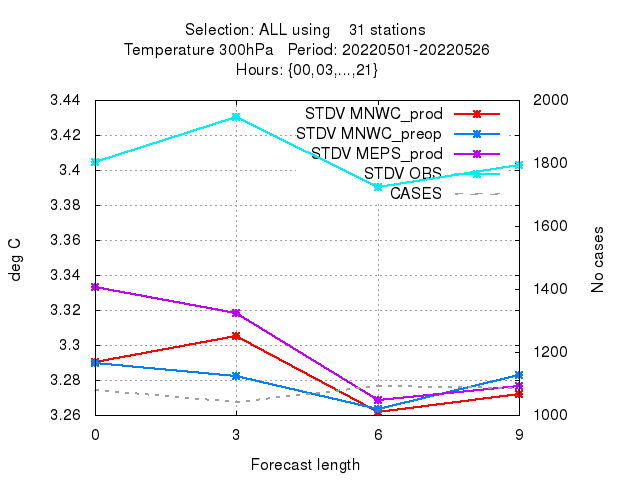 Selection: ALL using    31 stations
Temperature 300hPa   Period: 20220501-20220526
Hours: {00,03,...,21}
3.44
3.42
3.4
3.38
3.36
3.34
3.32
3.3
3.28
3.26
deg C
STDV MNWC_prod
STDV MNWC_preop
STDV MEPS_prod
STDV OBS
CASES
2000
1800
1600
1400
1200
1000
No cases
0 3 6 9
Forecast length